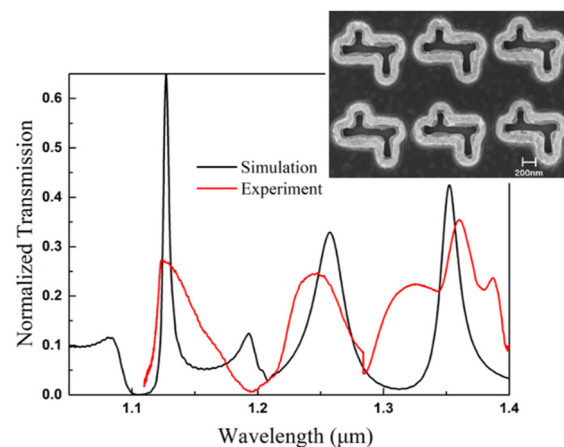 0.6
0.5
0.4
0.3
0.2
0.1
0.0
Normalized Transmission
Simulation
Experiment
200nm
1.1
1.2
1.3
1.4
Wavelength (μm)